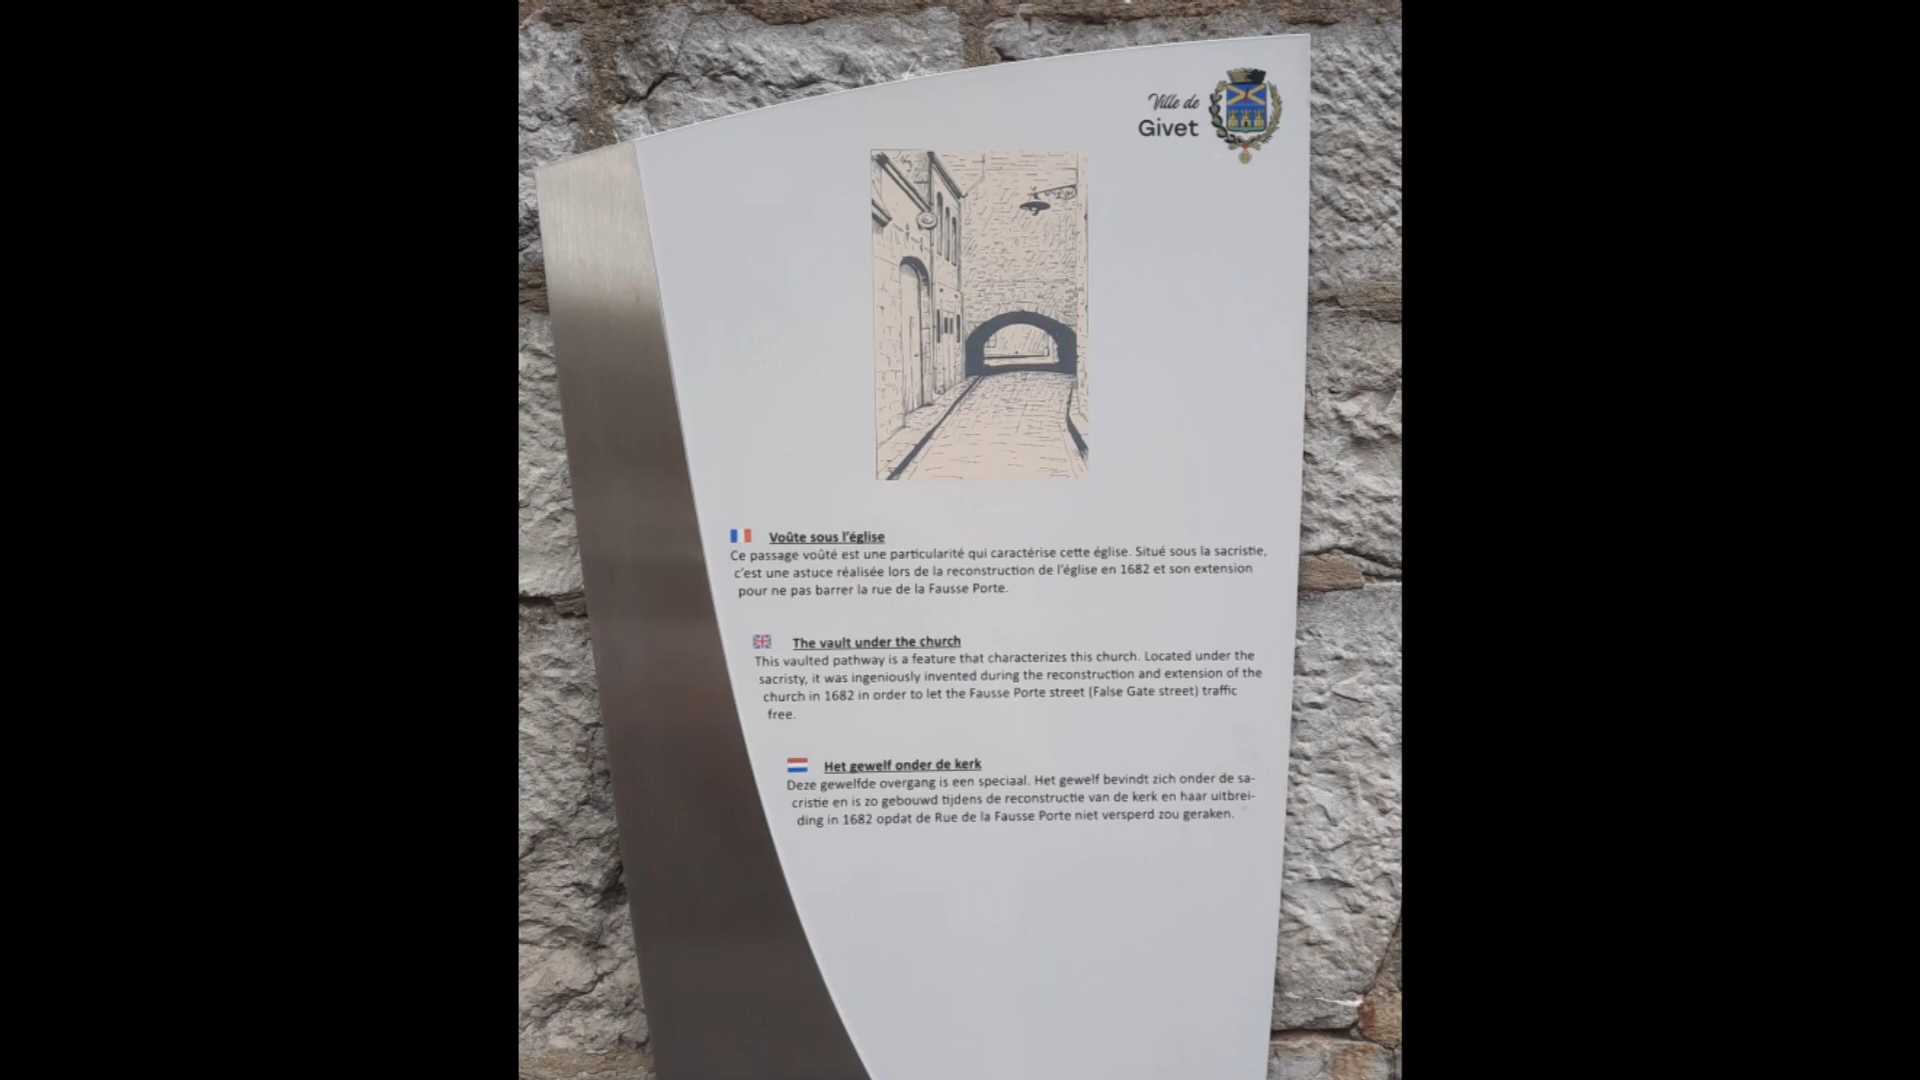 Ville de
Givet
Voûte sous l'église
Ce passage voûté est une particularité qui caractérise cette église. Situé sous la sacristie,
c'est une astuce réalisée lors de la reconstruction de l'église en 1682 et son extension
pour ne pas barrer la rue de la Fausse Porte.
The vault under the church
This vaulted pathway is a feature that characterizes this church. Located under the
sacristy, it was ingeniously invented during the reconstruction and extension of the
church in 1682 in order to let the Fausse Porte street (False Gate street) traffic
free.
Het gewelf onder de kerk
Deze gewelfde overgang is een speciaal. Het gewelf bevindt zich onder de sa-
cristie en is zo gebouwd tijdens de reconstructie van de kerk en haar uitbrei-
ding in 1682 opdat de Rue de la Fausse Porte niet versperd zou geraken.